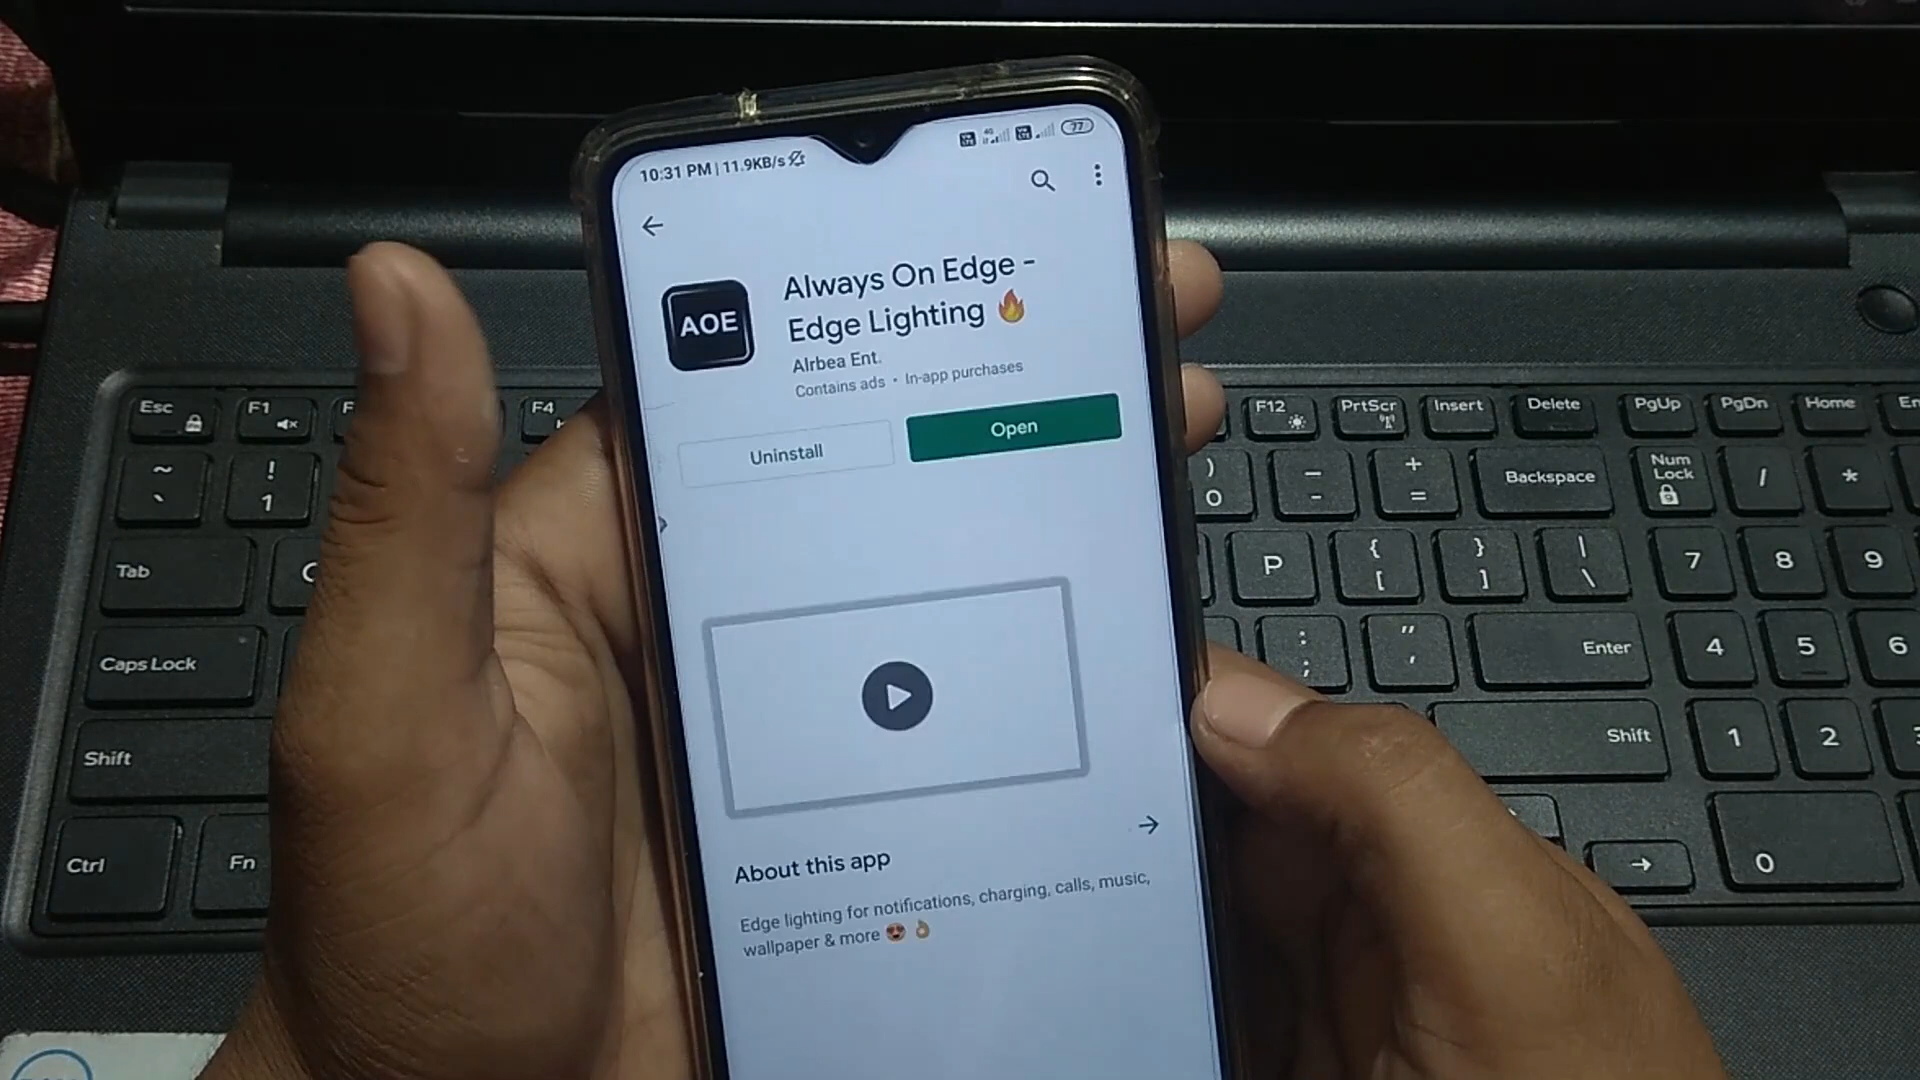 10:31 PM | 11.9KB/s
77
Always On Edge -
Edge Lighting 🔥
AOE
Alrbea Ent.
Contains ads • In-app purchases
Uninstall
Open
About this app
Edge lighting for notifications, charging, calls, music,
wallpaper & more 😍 👌
Esc
F1
F4
F12
PrtScr
Insert
Delete
PgUp
PgDn
Home
~
`
!
1
)
0
_
-
+
=
Backspace
Num
Lock
9
/
*
Tab
P
{
[
}
]
|
\
7
8
9
Caps Lock
:
;
"
'
Enter
4
5
6
Shift
Shift
1
2
Ctrl
Fn
→
0